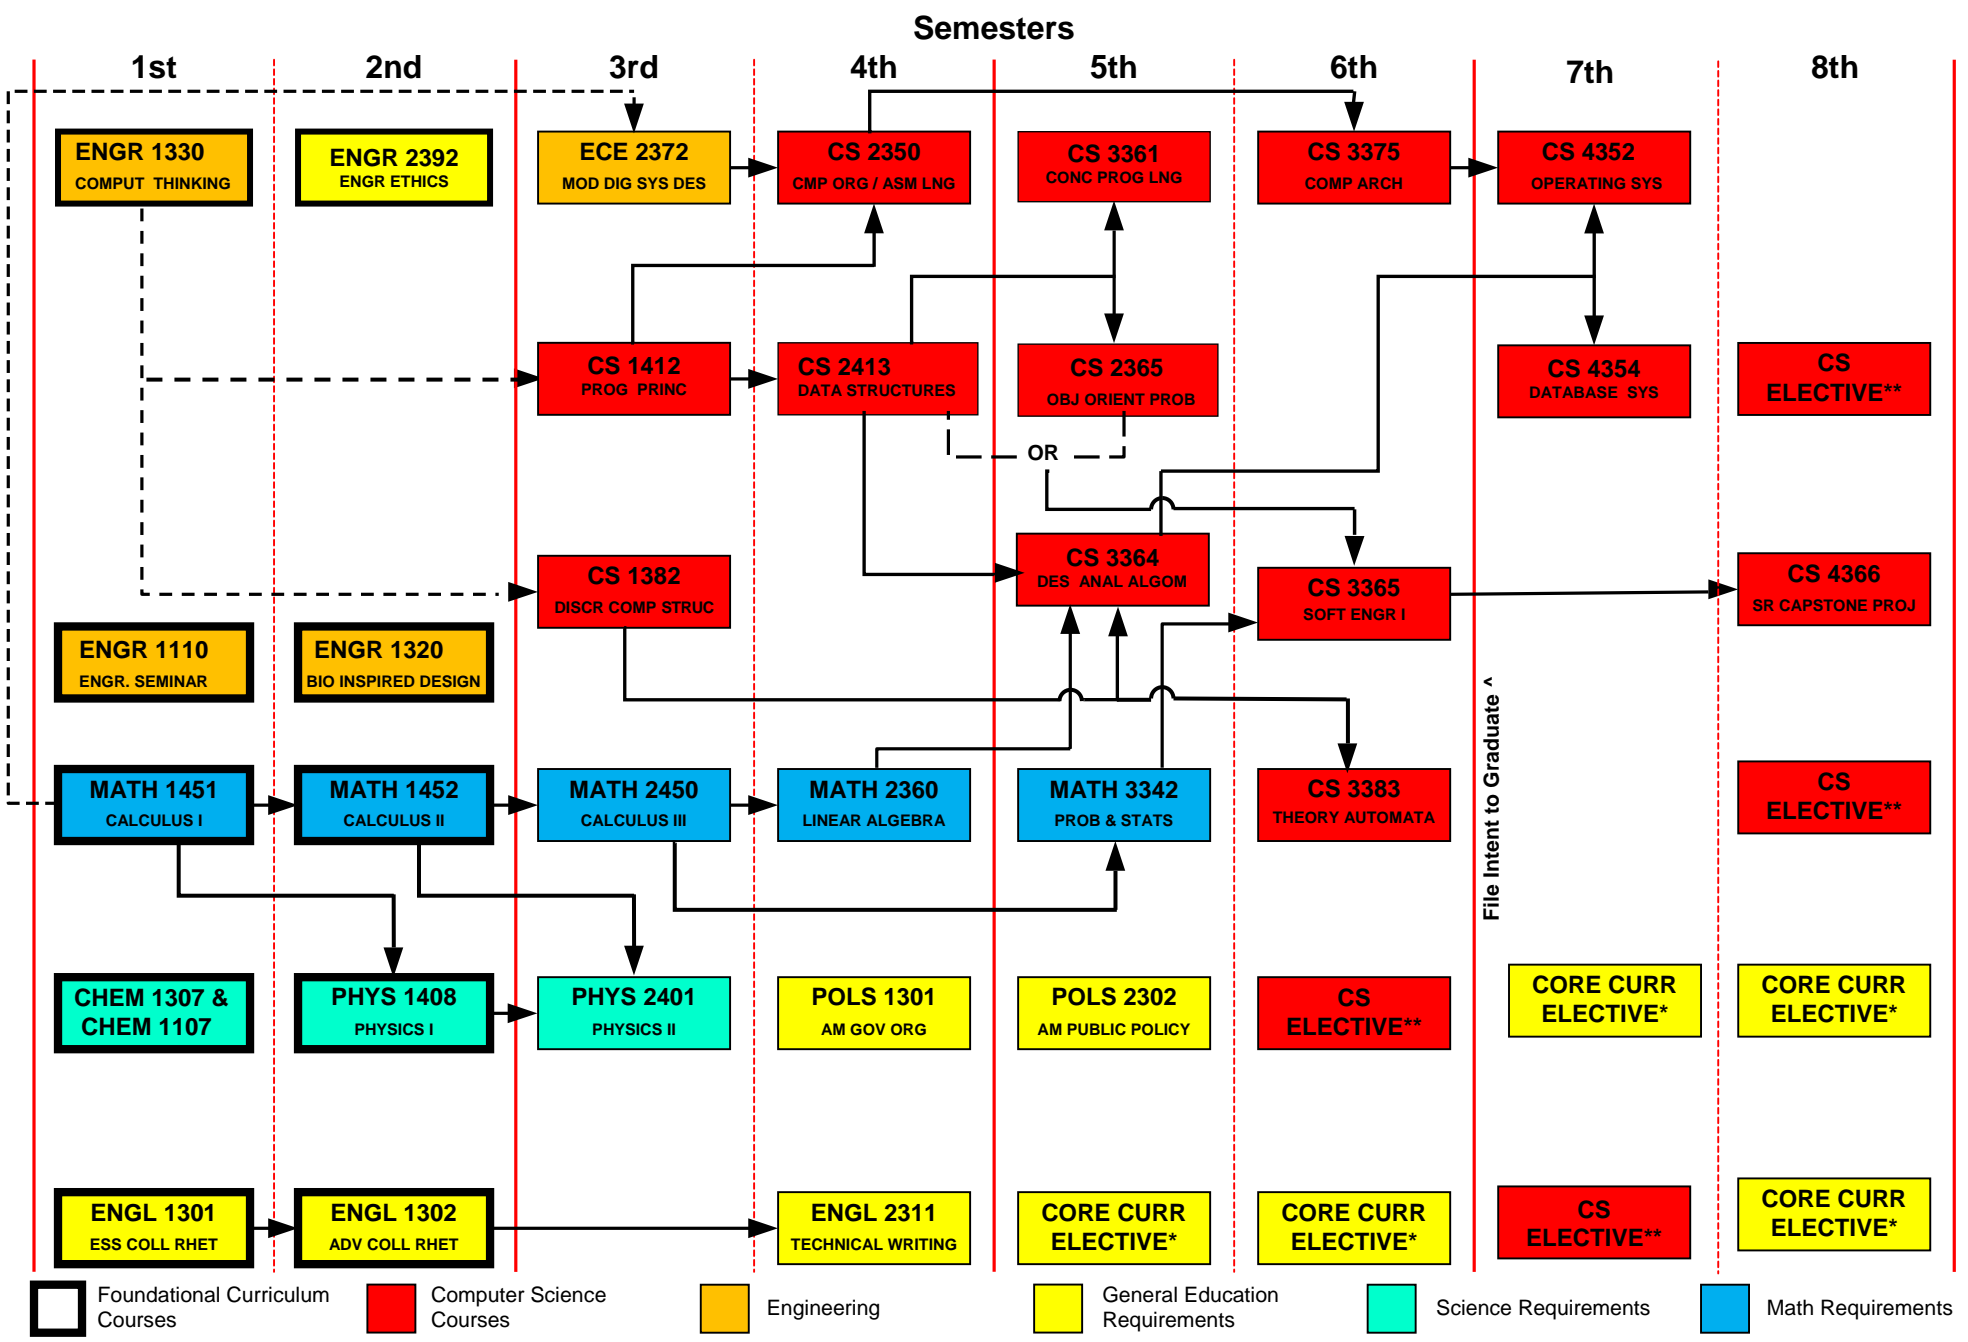 Semesters
1st
2nd
3rd
4th
5th
6th
7th
8th
ENGR 1330
COMPUT THINKING
ENGR 2392
ENGR ETHICS
ECE 2372
MOD DIG SYS DES
CS 2350
CMP ORG / ASM LNG
CS 3361
CONC PROG LNG
CS 3375
COMP ARCH
CS 4352
OPERATING SYS
CS 1412
PROG PRINC
CS 2413
DATA STRUCTURES
CS 2365
OBJ ORIENT PROB
CS 4354
DATABASE SYS
CS
ELECTIVE**
OR
CS 1382
DISCR COMP STRUC
CS 3364
DES ANAL ALGOM
CS 3365
SOFT ENGR I
CS 4366
SR CAPSTONE PROJ
ENGR 1110
ENGR. SEMINAR
ENGR 1320
BIO INSPIRED DESIGN
File Intent to Graduate ^
MATH 1451
CALCULUS I
MATH 1452
CALCULUS II
MATH 2450
CALCULUS III
MATH 2360
LINEAR ALGEBRA
MATH 3342
PROB & STATS
CS 3383
THEORY AUTOMATA
CS
ELECTIVE**
CHEM 1307 &
CHEM 1107
PHYS 1408
PHYSICS I
PHYS 2401
PHYSICS II
POLS 1301
AM GOV ORG
POLS 2302
AM PUBLIC POLICY
CS
ELECTIVE**
CORE CURR
ELECTIVE*
CORE CURR
ELECTIVE*
ENGL 1301
ESS COLL RHET
ENGL 1302
ADV COLL RHET
ENGL 2311
TECHNICAL WRITING
CORE CURR
ELECTIVE*
CORE CURR
ELECTIVE*
CS
ELECTIVE**
CORE CURR
ELECTIVE*
Foundational Curriculum
Courses
Computer Science
Courses
Engineering
General Education
Requirements
Science Requirements
Math Requirements